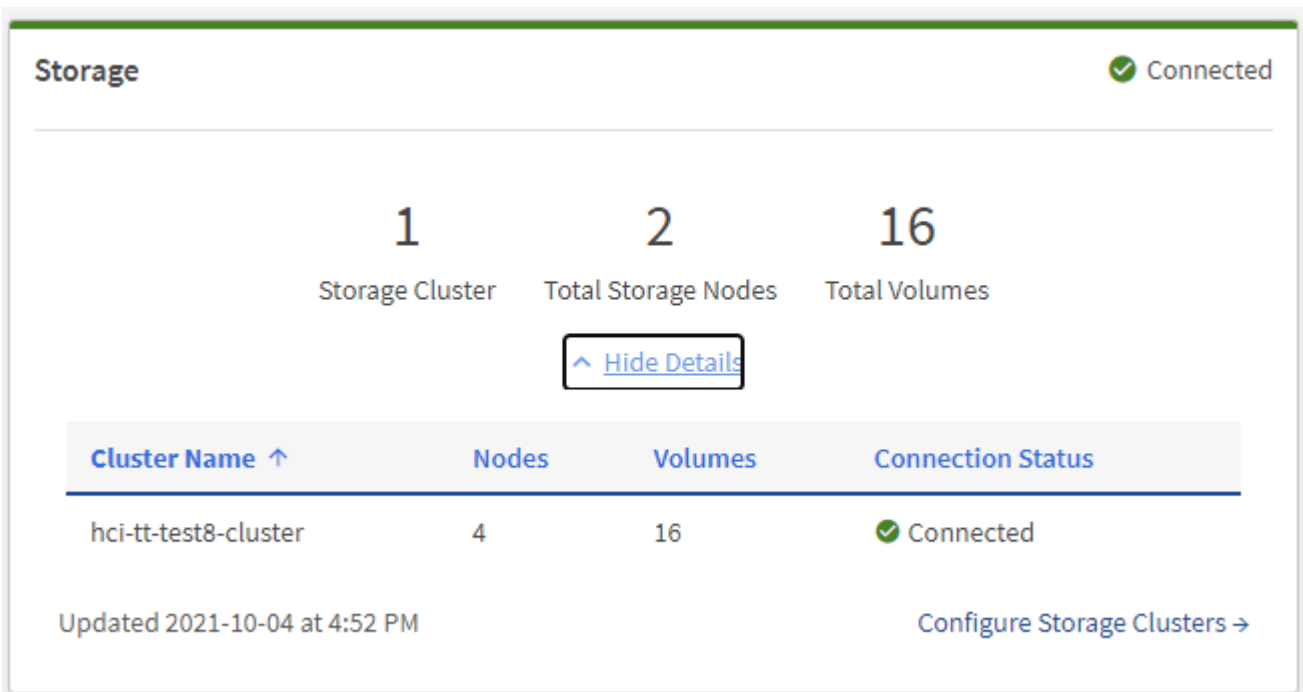 Storage
Connected
1 2 16
Storage Cluster Total Storage Nodes Total Volumes
Hide Details
Cluster Name ↑ Nodes Volumes Connection Status
hci-tt-test8-cluster 4 16 Connected
Updated 2021-10-04 at 4:52 PM
Configure Storage Clusters →